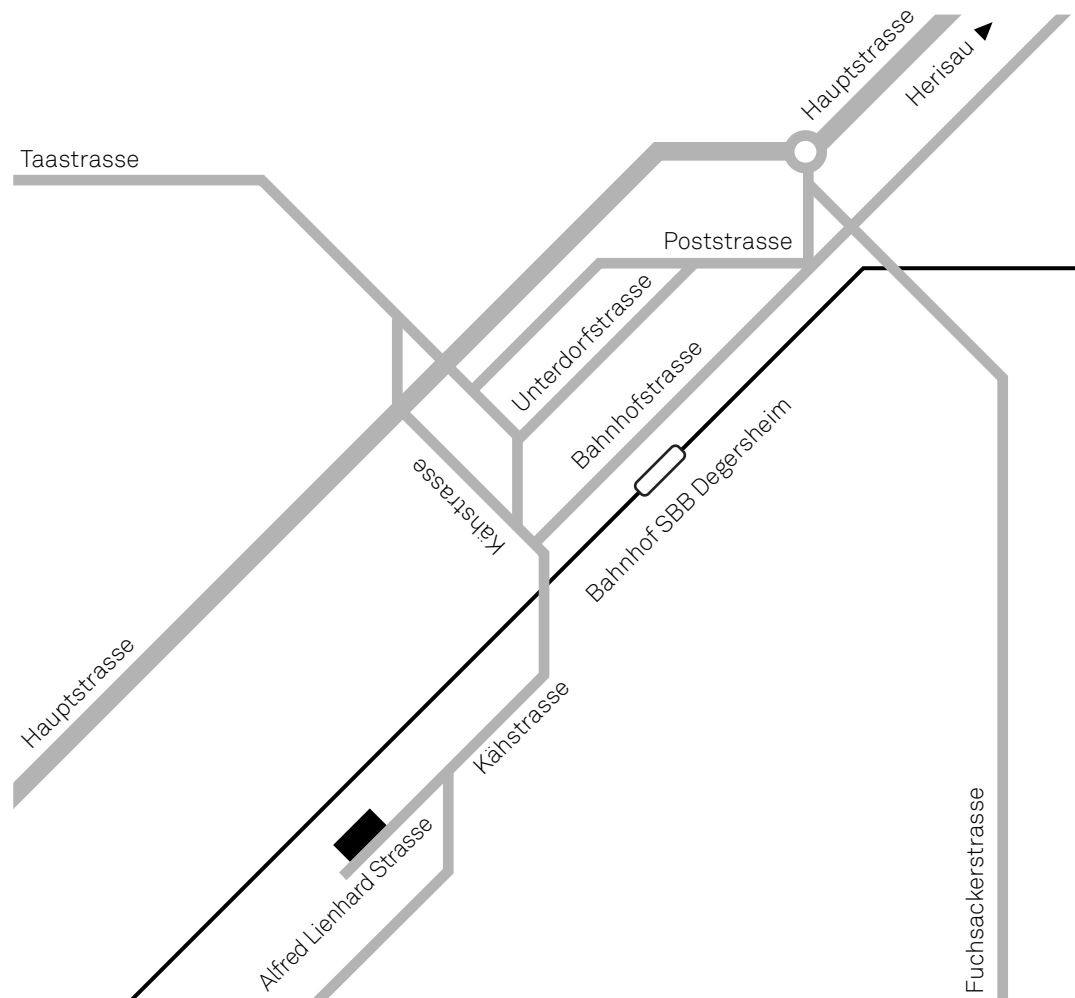 Hauptstrasse
Herisau
Taastrasse
Poststrasse
Unterdorfstrasse
Bahnhofstrasse
Bahnhof SBB Degersheim
Kähstrasse
Hauptstrasse
Kähstrasse
Alfred Lienhard Strasse
Fuchsackerstrasse